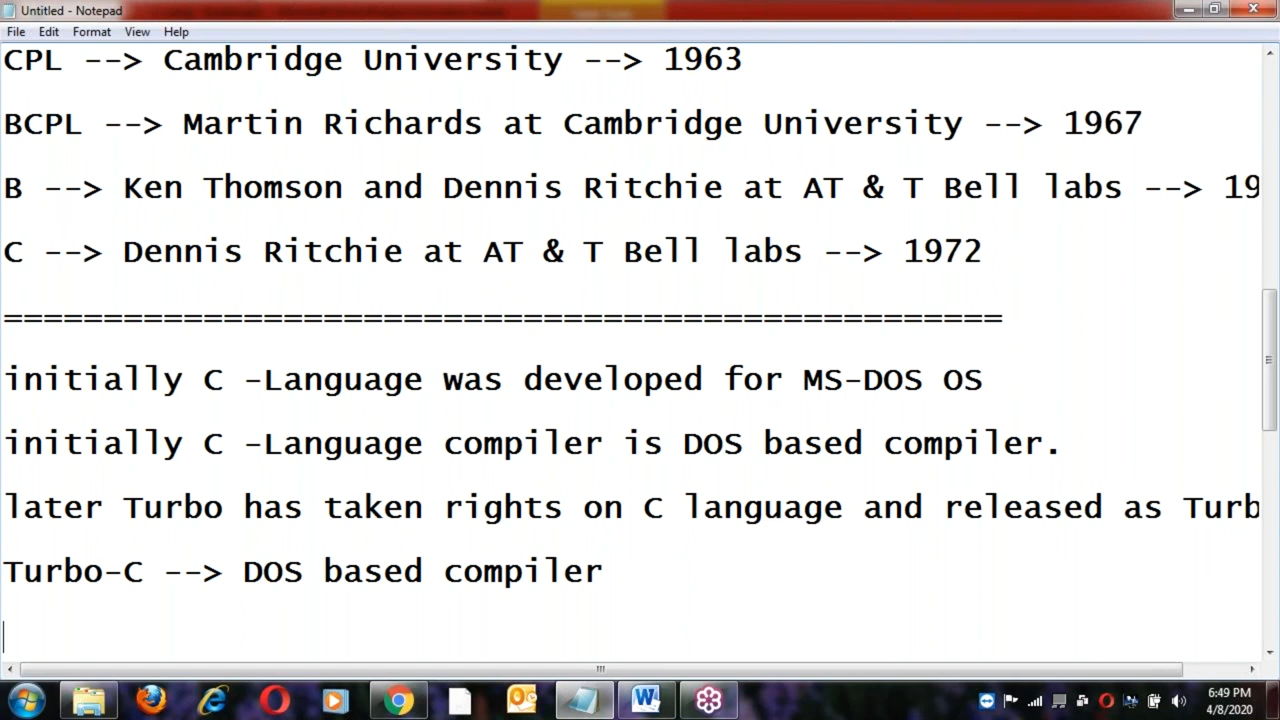 Untitled - Notepad
File Edit Format View Help
CPL --> Cambridge University --> 1963
BCPL --> Martin Richards at Cambridge University --> 1967
B --> Ken Thomson and Dennis Ritchie at AT & T Bell labs --> 19
C --> Dennis Ritchie at AT & T Bell labs --> 1972
==================================================
initially C -Language was developed for MS-DOS OS
initially C -Language compiler is DOS based compiler.
later Turbo has taken rights on C language and released as Turb
Turbo-C --> DOS based compiler
6:49 PM
4/8/2020